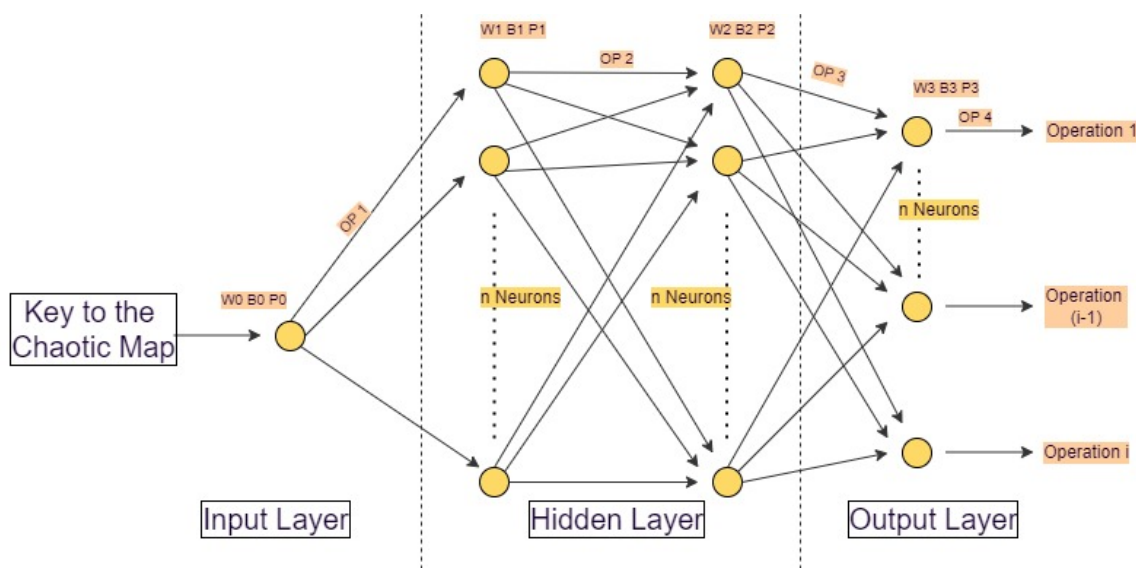 W1 B1 P1
W2 B2 P2
OP 2
OP 3
W3 B3 P3
OP 4
Operation 1
OP 1
n Neurons
W0 B0 P0
n Neurons
n Neurons
Key to the
Chaotic Map
Operation
(i-1)
Operation i
Input Layer
Hidden Layer
Output Layer